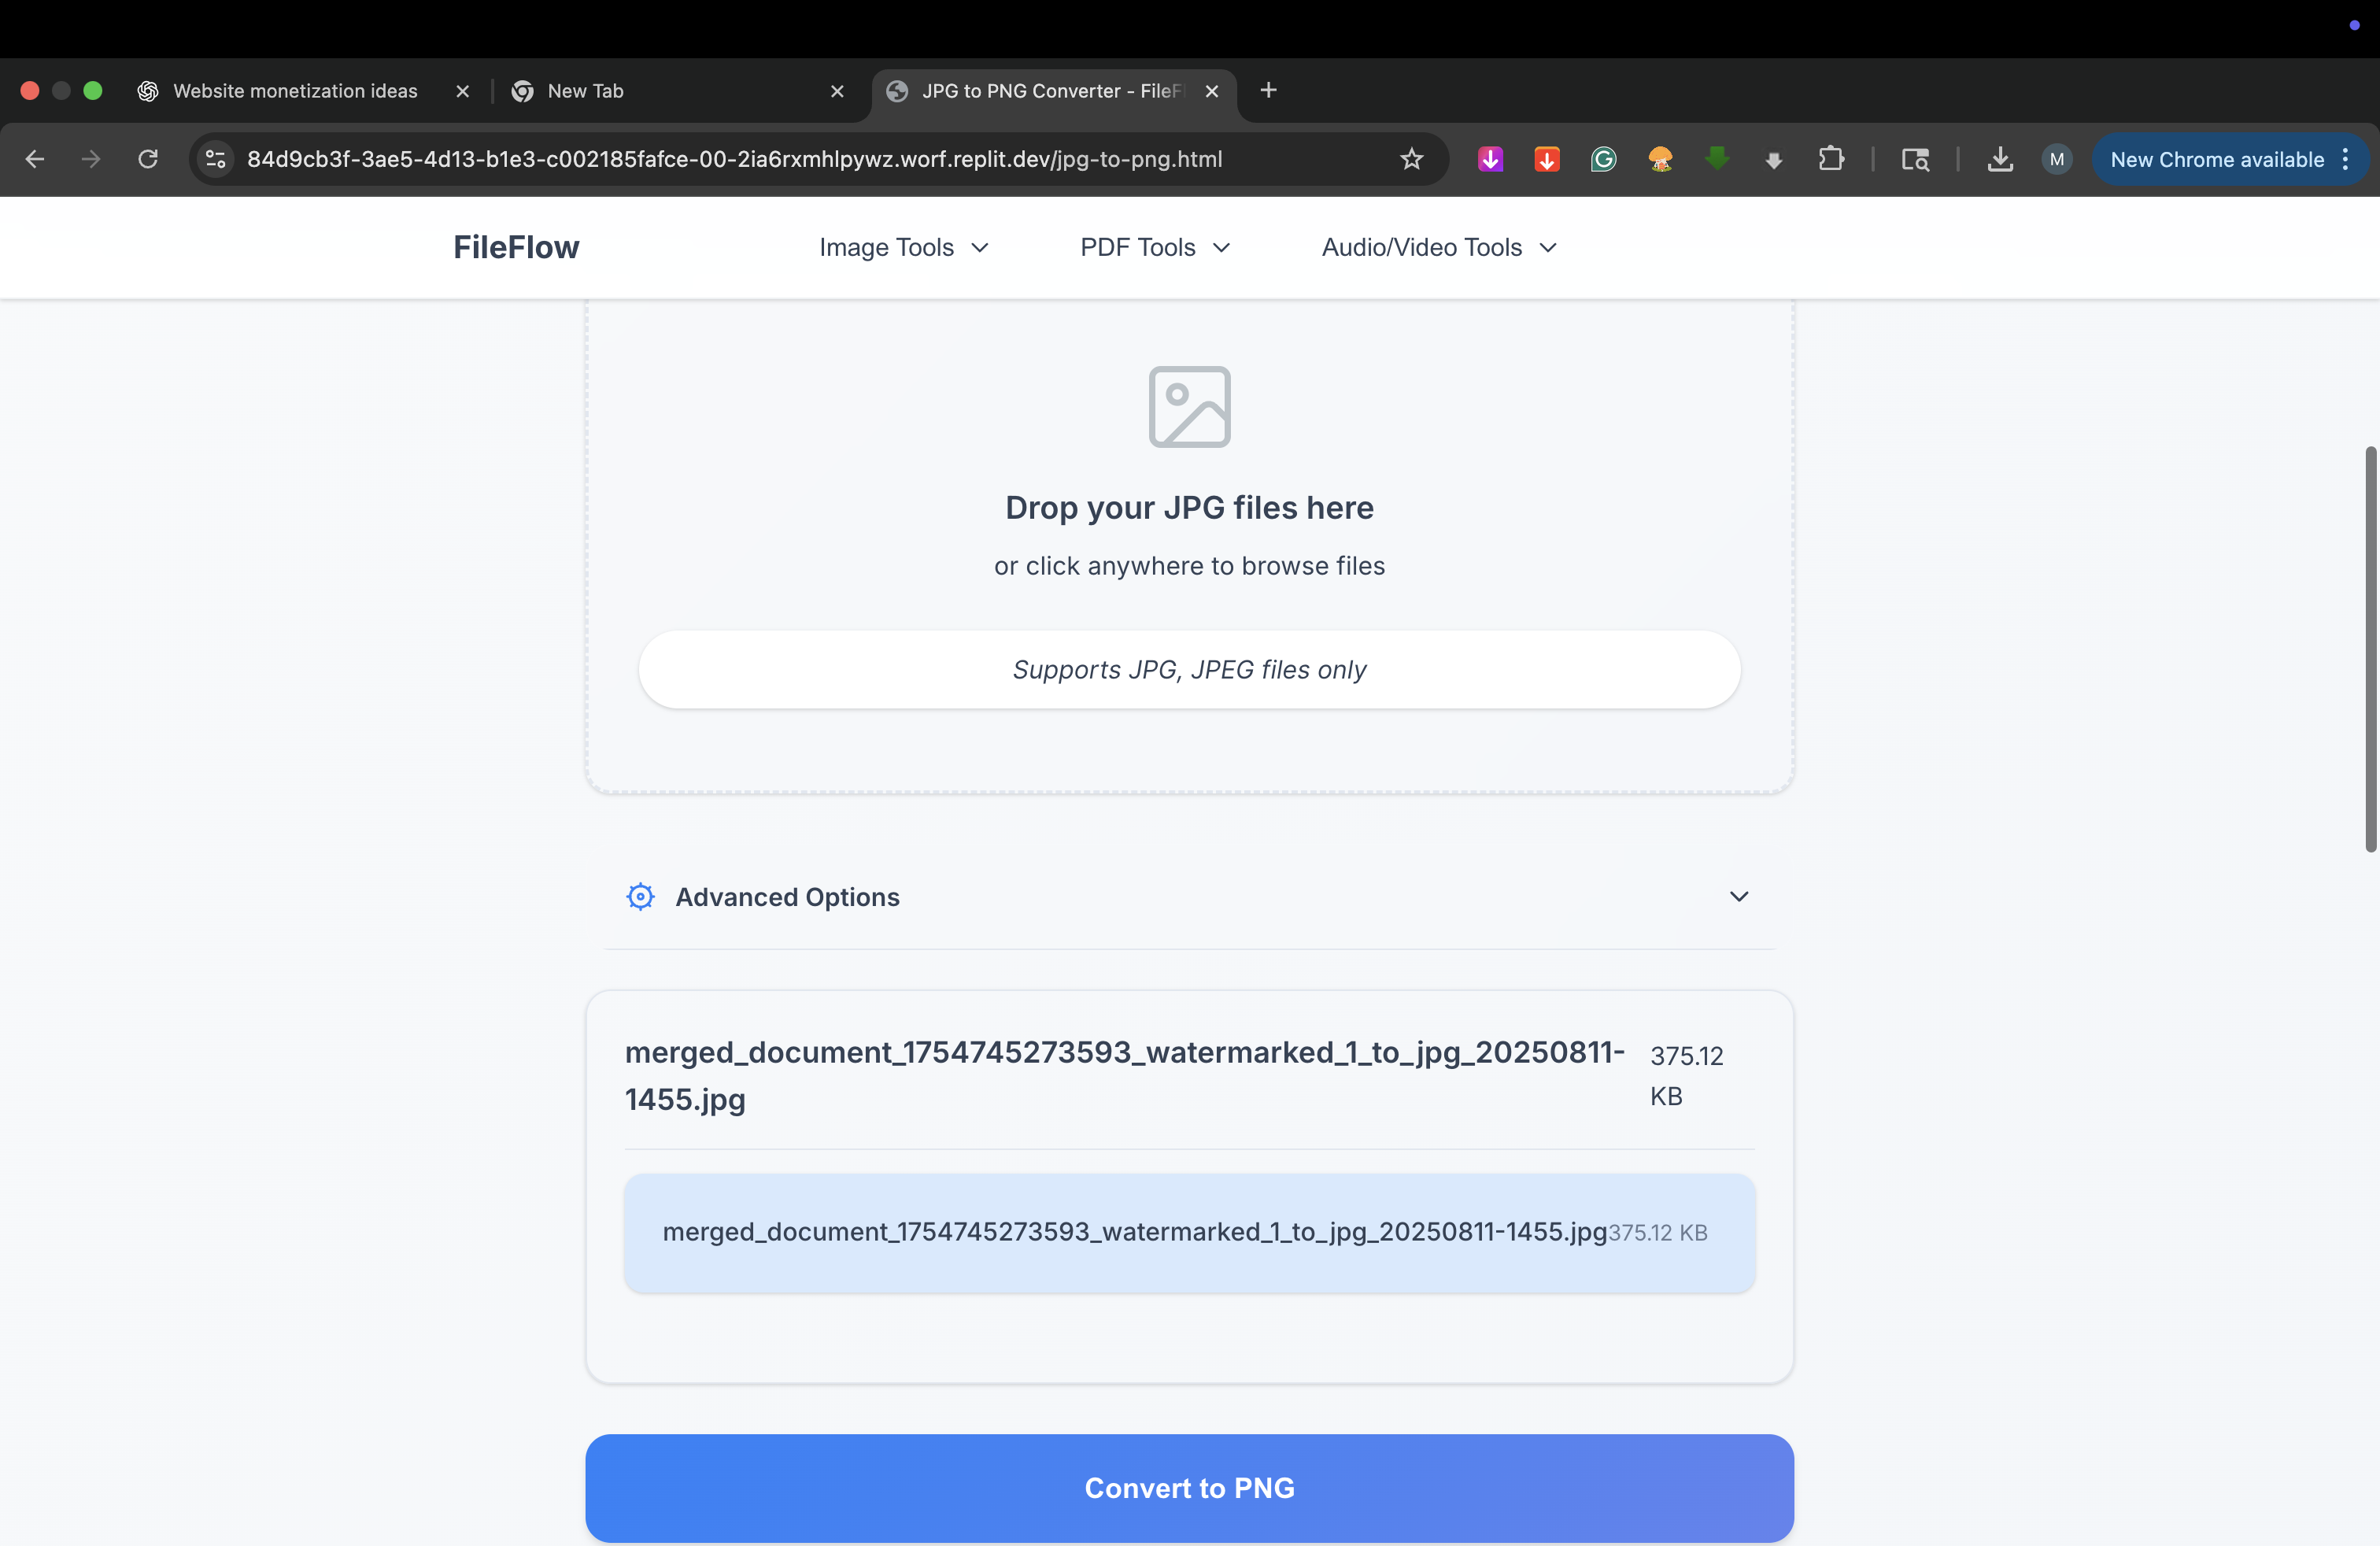 Website monetization ideas
New Tab
JPG to PNG Converter - FileF
84d9cb3f-3ae5-4d13-b1e3-c002185fafce-00-2ia6rxmhlpywz.worf.replit.dev/jpg-to-png.html
M
New Chrome available
FileFlow
Image Tools
PDF Tools
Audio/Video Tools
Drop your JPG files here
or click anywhere to browse files
Supports JPG, JPEG files only
Advanced Options
merged_document_1754745273593_watermarked_1_to_jpg_20250811-
1455.jpg
375.12
KB
merged_document_1754745273593_watermarked_1_to_jpg_20250811-1455.jpg375.12 KB
Convert to PNG